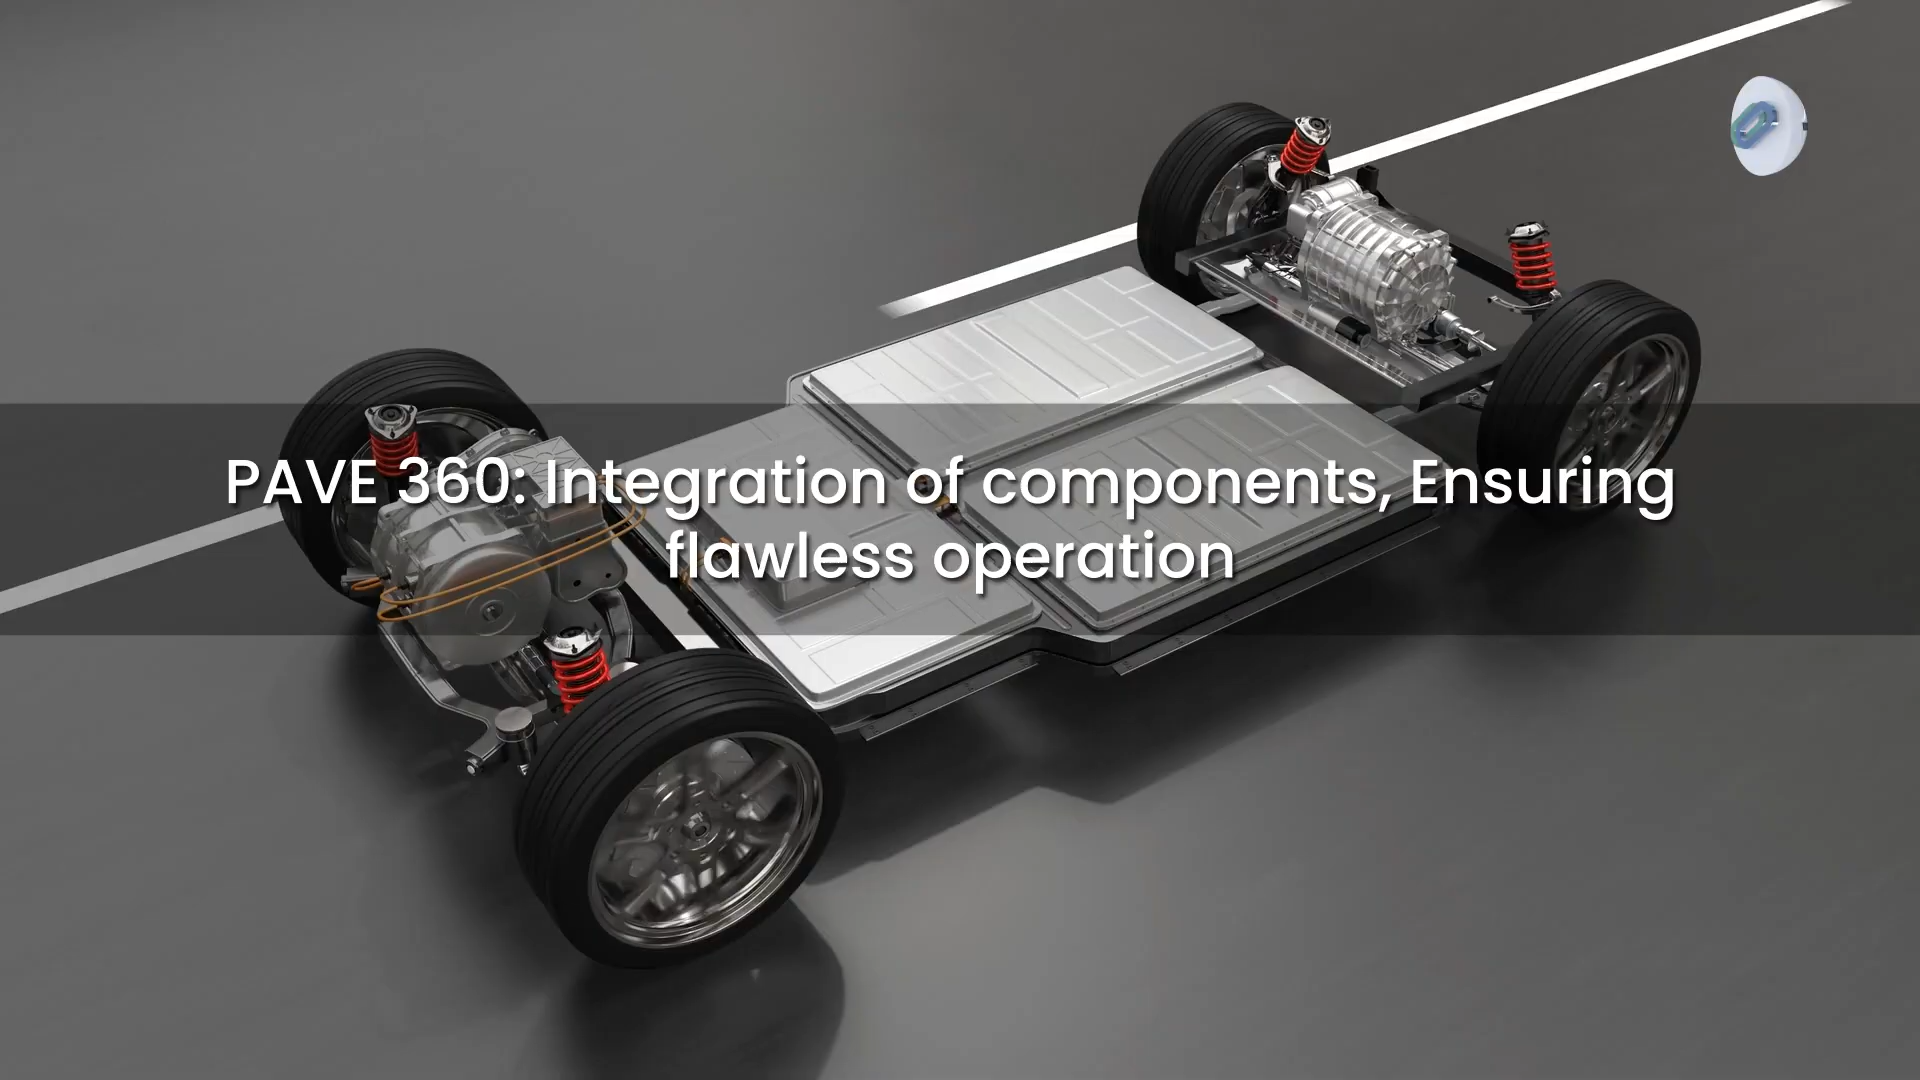 PAVE 360: Integration of components, Ensuring
flawless operation